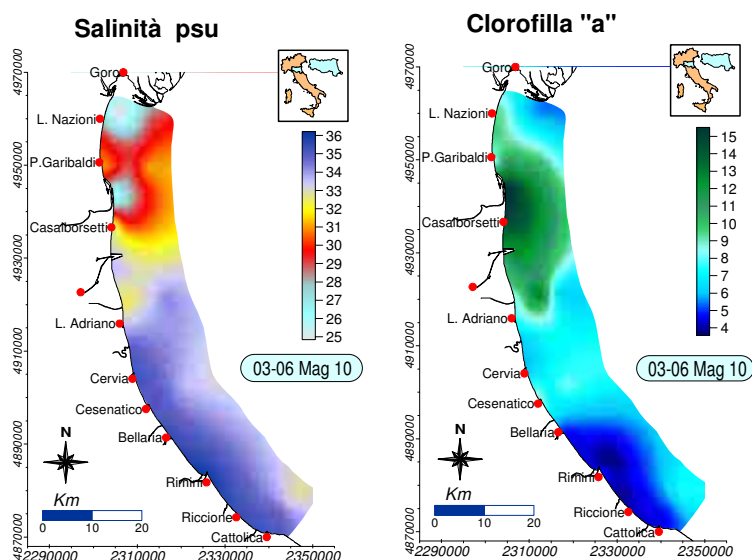 Salinità psu
Clorofilla "a"
4970000
4950000
4930000
4910000
4890000
4870000
Goro
L. Nazioni
P.Garibaldi
Casalborsetti
L. Adriano
Cervia
Cesenatico
Bellaria
Rimini
Riccione
Cattolica
36
35
34
33
32
31
30
29
28
27
26
25
03-06 Mag 10
N
Km
0
10
20
22290000
2310000
2330000
2350000
4970000
4950000
4930000
4910000
4890000
4870000
Goro
L. Nazioni
P.Garibaldi
Casalborsetti
L. Adriano
Cervia
Cesenatico
Bellaria
Rimini
Riccione
Cattolica
15
14
13
12
11
10
9
8
7
6
5
4
03-06 Mag 10
N
Km
0
10
20
22290000
2310000
2330000
2350000